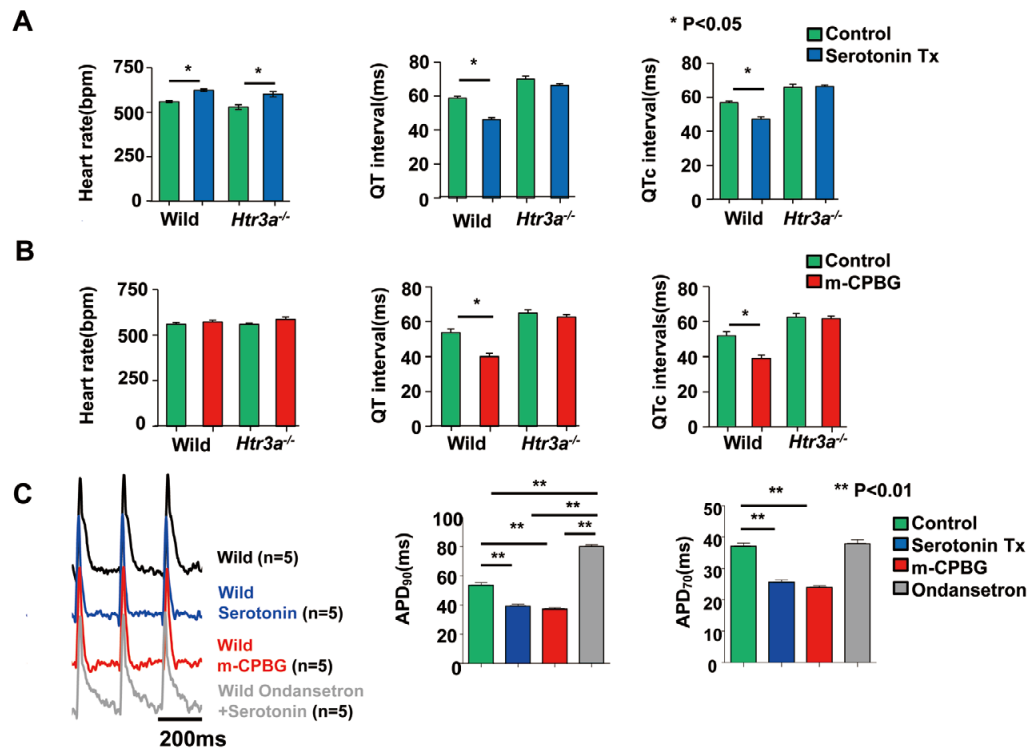 A
* P<0.05
Control
Serotonin Tx
Heart rate(bpm)
750
500
250
0
*
*
Wild
Htr3a-/-
QT interval(ms)
80
60
40
20
0
*
Wild
Htr3a-/-
QTc interval(ms)
80
60
40
20
0
*
Wild
Htr3a-/-
B
Control
m-CPBG
Heart rate(bpm)
750
500
250
0
Wild
Htr3a-/-
QT interval(ms)
80
60
40
20
0
*
Wild
Htr3a-/-
QTc intervals(ms)
80
60
40
20
0
*
Wild
Htr3a-/-
C
Wild (n=5)
Wild
Serotonin (n=5)
Wild
m-CPBG (n=5)
Wild Ondansetron
+Serotonin (n=5)
200ms
APD90(ms)
100
80
60
40
20
0
**
**
**
**
**
APD70(ms)
50
40
30
20
10
0
**
**
** P<0.01
Control
Serotonin Tx
m-CPBG
Ondansetron